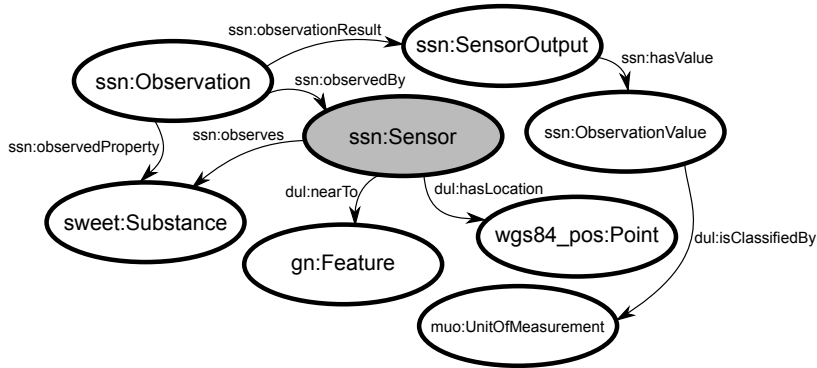 ssn:observationResult
ssn:SensorOutput
ssn:hasValue
ssn:Observation
ssn:observedBy
ssn:Sensor
ssn:ObservationValue
ssn:observedProperty
ssn:observes
dul:nearTo
dul:hasLocation
sweet:Substance
wgs84_pos:Point
dul:isClassifiedBy
gn:Feature
muo:UnitOfMeasurement